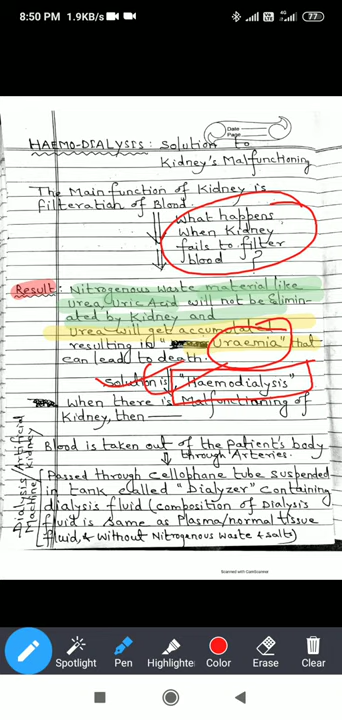 8:50 PM 1.9KB/s
4G
77
Date
Page
HAEMO-DIALYSIS: Solution to
Kidney's Malfunctioning
The Main function of Kidney is
filteration of Blood.
What happens
When Kidney
fails to filter
blood ?
Result: Nitrogenous waste material like
Urea, Uric Acid will not be Elimin-
ated by Kidney and
Urea will get accumulated
resulting in "Uraemia" that
can lead to death.
Solution is, "Haemodialysis"
When there is Malfunctioning of
Kidney, then —
Dialysis/Artificial Kidney
Machine
Blood is taken out of the patient's body
through Arteries.
Passed through cellophane tube suspended
in tank called "Dialyzer" containing
dialysis fluid (composition of Dialysis
fluid is same as plasma/normal tissue
fluid, & without Nitrogenous waste & salts)
Scanned with CamScanner
Spotlight
Pen
Highlighter
Color
Erase
Clear